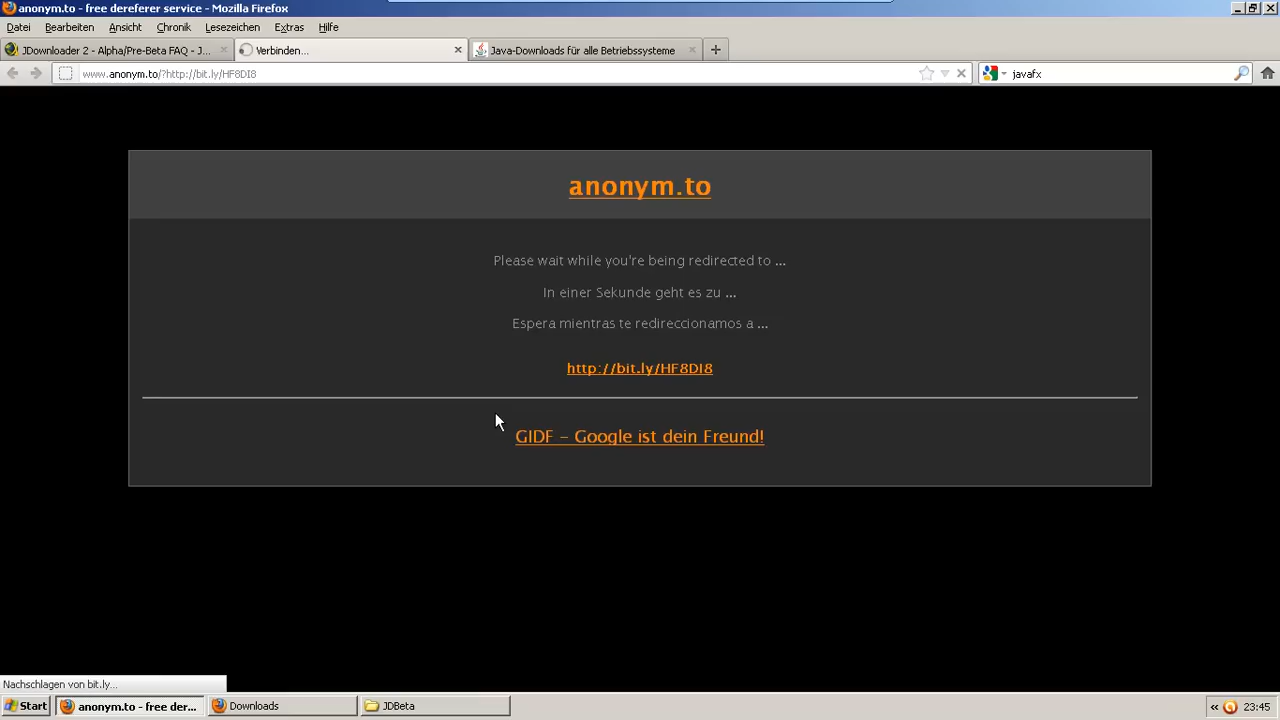 anonym.to - free dereferer service - Mozilla Firefox
Datei Bearbeiten Ansicht Chronik Lesezeichen Extras Hilfe
JDownloader 2 - Alpha/Pre-Beta FAQ - J... Verbinden... Java-Downloads für alle Betriebssysteme
www.anonym.to/?http://bit.ly/HF8DI8 javafx
anonym.to
Please wait while you're being redirected to ...
In einer Sekunde geht es zu ...
Espera mientras te redireccionamos a ...
http://bit.ly/HF8DI8
GIDF – Google ist dein Freund!
Nachschlagen von bit.ly...
Start anonym.to - free der... Downloads JDBeta « 23:45